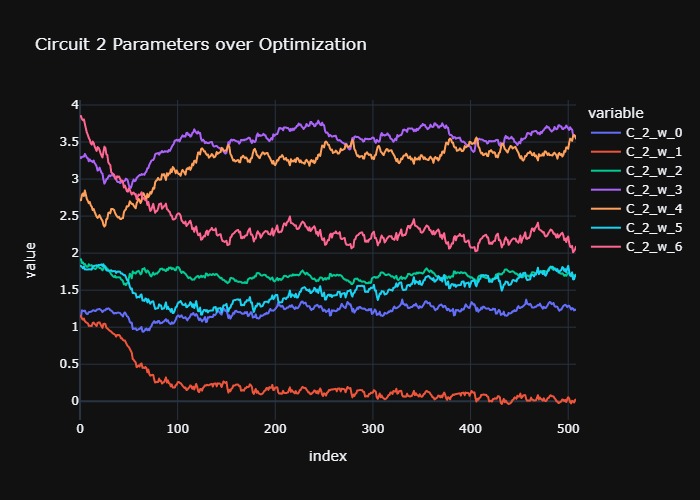 Circuit 2 Parameters over Optimization
variable
C_2_w_0
C_2_w_1
C_2_w_2
C_2_w_3
C_2_w_4
C_2_w_5
C_2_w_6
value
4
3.5
3
2.5
2
1.5
1
0.5
0
0 100 200 300 400 500
index